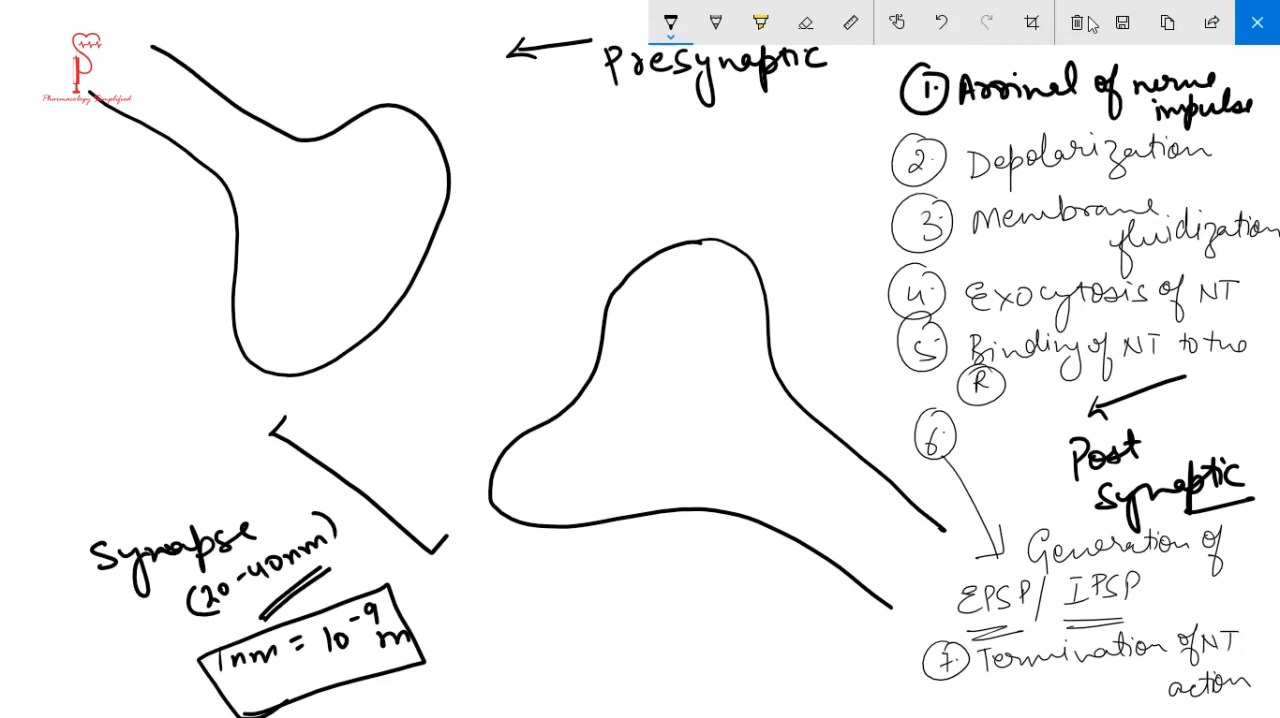 Pharmacology Simplified
Presynaptic
1. Arrival of nerve
impulse
2. Depolarization
3. Membrane
fluidization
4. Exocytosis of NT
5. Binding of NT to the
R
6.
Post
Synaptic
Generation of
EPSP/ IPSP
7. Termination of NT
action
Synapse
(20-40nm)
1nm = 10⁻⁹ m